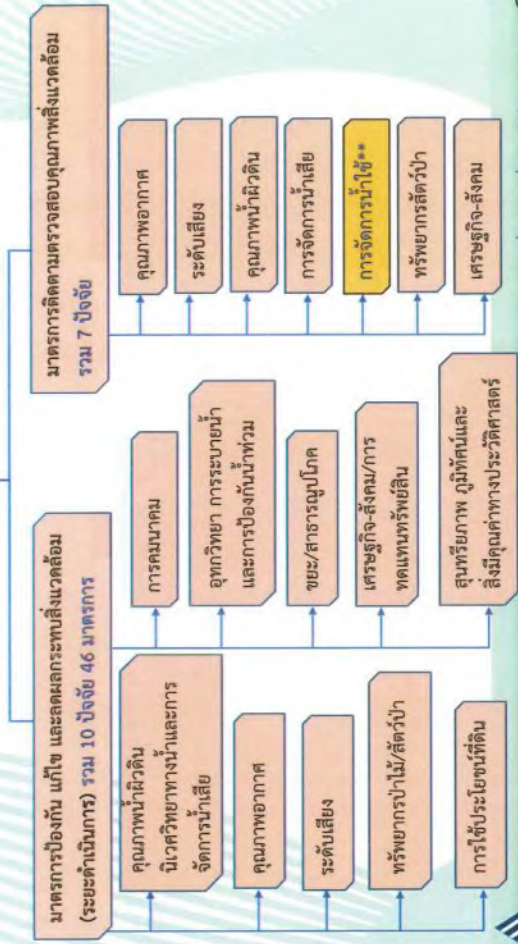 มาตรการป้องกัน แก้ไข และลดผลกระทบสิ่งแวดล้อม
(ระยะดำเนินการ) รวม 10 ปัจจัย 46 มาตรการ
คุณภาพน้ำผิวดิน
นิเวศวิทยาทางน้ำและการ
จัดการน้ำเสีย
คุณภาพอากาศ
ระดับเสียง
ทรัพยากรป่าไม้/สัตว์ป่า
การใช้ประโยชน์ที่ดิน
การคมนาคม
อุทกวิทยา การระบายน้ำ
และการป้องกันน้ำท่วม
ขยะ/สาธารณูปโภค
เศรษฐกิจ-สังคม/การ
ทดแทนทรัพย์สิน
สุนทรียภาพ ภูมิทัศน์และ
สิ่งมีคุณค่าทางประวัติศาสตร์
มาตรการติดตามตรวจสอบคุณภาพสิ่งแวดล้อม
รวม 7 ปัจจัย
คุณภาพอากาศ
ระดับเสียง
คุณภาพน้ำผิวดิน
การจัดการน้ำเสีย
การจัดการน้ำใช้**
ทรัพยากรสัตว์ป่า
เศรษฐกิจ-สังคม